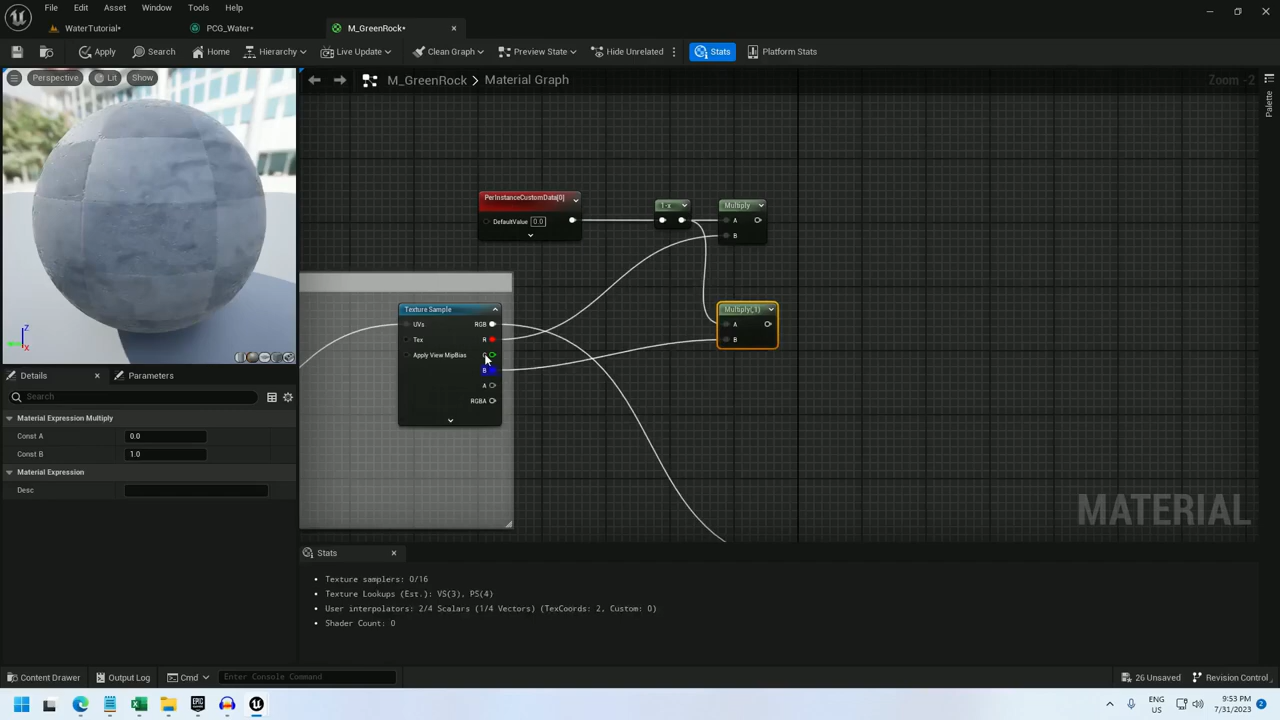 File Edit Asset Window Tools Help
WaterTutorial* PCG_Water* M_GreenRock*
Apply Search Home Hierarchy Live Update Clean Graph Preview State Hide Unrelated Stats Platform Stats
Perspective Lit Show
M_GreenRock Material Graph Zoom -2
Palette
PerInstanceCustomData[0]
DefaultValue 0.0
1-x
Multiply
A
B
Texture Sample
UVs RGB
Tex R
Apply View MipBias G
B
A
RGBA
Multiply(,1)
A
B
Z
X
Details Parameters
Search
Material Expression Multiply
Const A 0.0
Const B 1.0
Material Expression
Desc
MATERIAL
Stats
Texture samplers: 0/16
Texture Lookups (Est.): VS(3), PS(4)
User interpolators: 2/4 Scalars (1/4 Vectors) (TexCoords: 2, Custom: 0)
Shader Count: 0
Content Drawer Output Log Cmd Enter Console Command 26 Unsaved Revision Control
EPIC
ENG
US
9:53 PM
7/31/2023
2